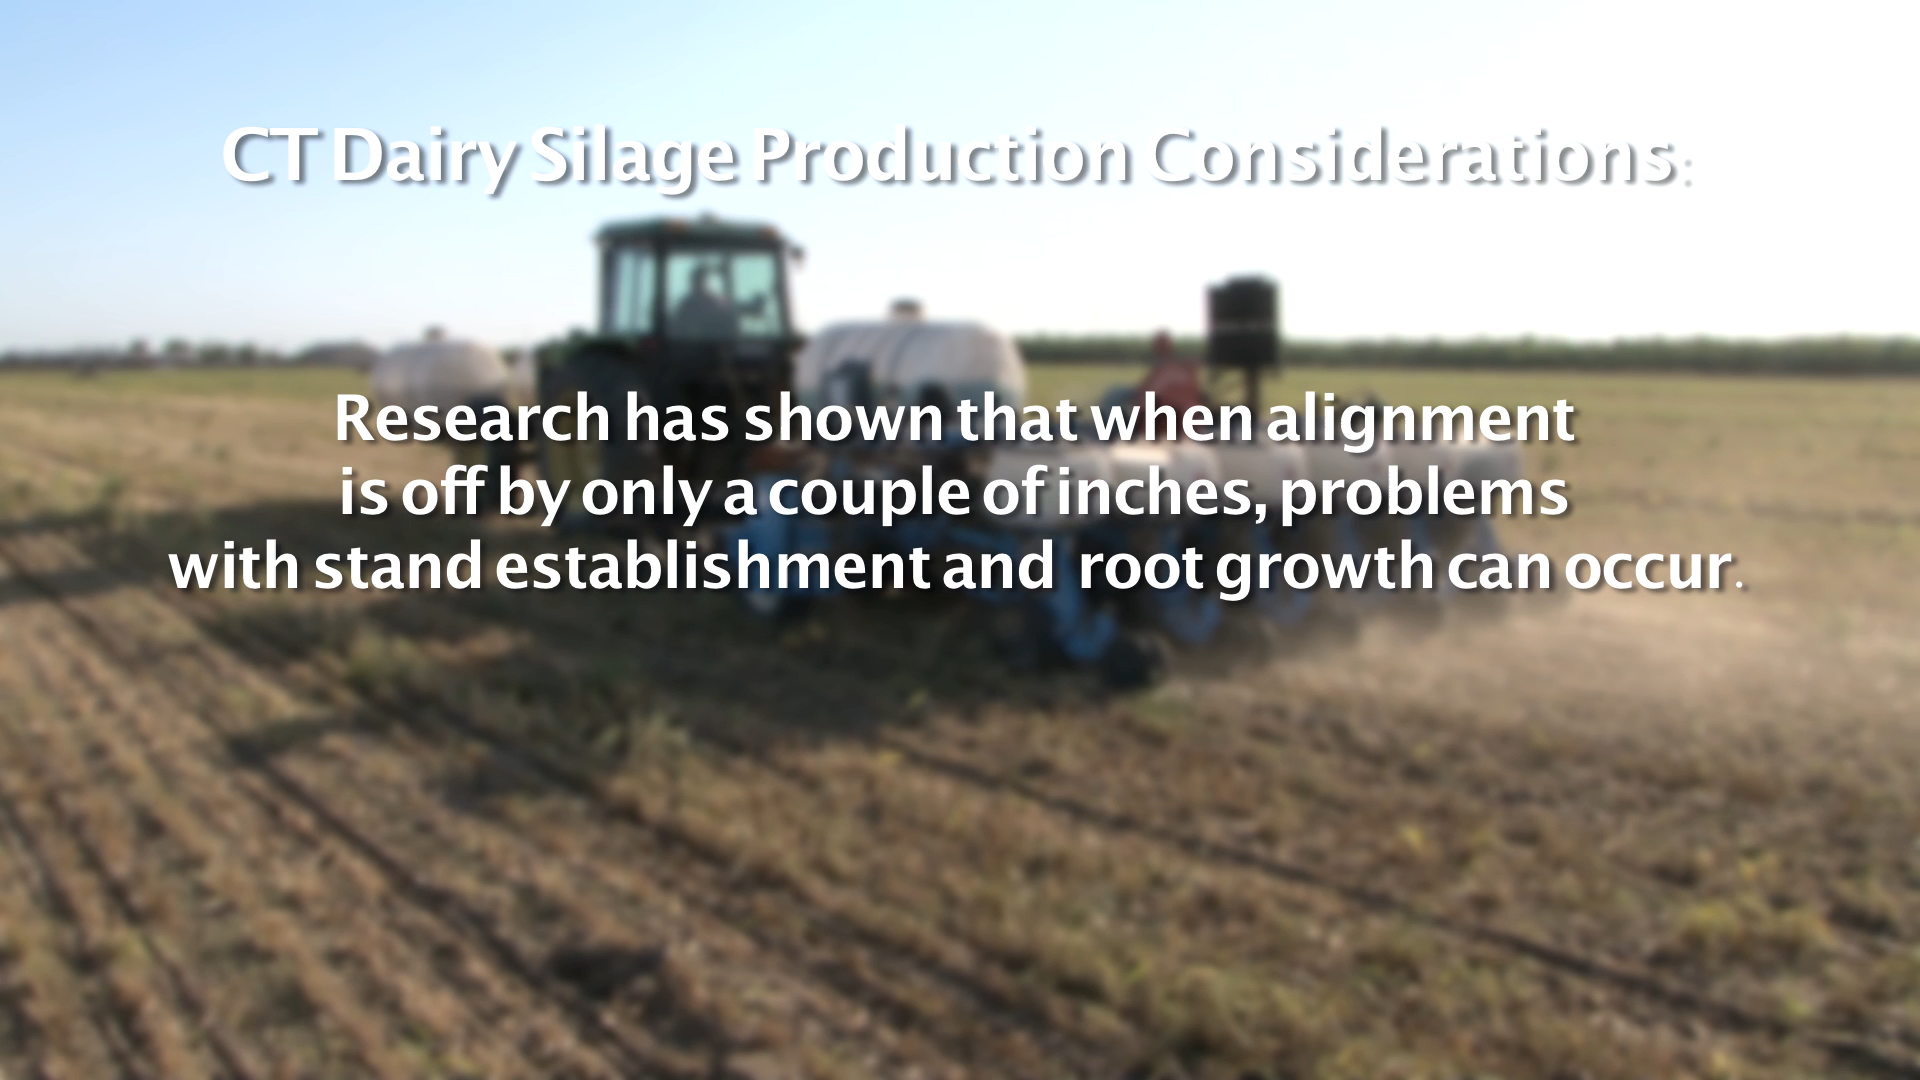 CT Dairy Silage Production Considerations:
Research has shown that when alignment
is off by only a couple of inches, problems
with stand establishment and root growth can occur.